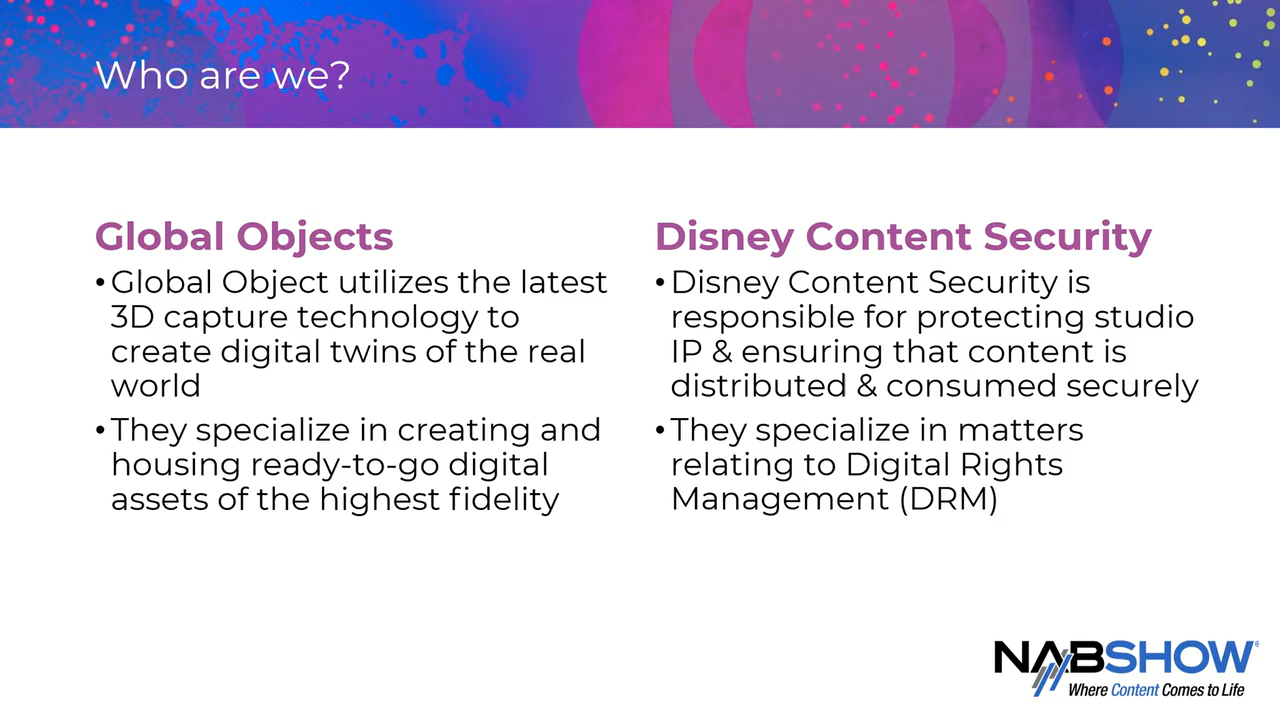 Who are we?
Global Objects
•Global Object utilizes the latest
3D capture technology to
create digital twins of the real
world
•They specialize in creating and
housing ready-to-go digital
assets of the highest fidelity
Disney Content Security
•Disney Content Security is
responsible for protecting studio
IP & ensuring that content is
distributed & consumed securely
•They specialize in matters
relating to Digital Rights
Management (DRM)
NABSHOW®
Where Content Comes to Life